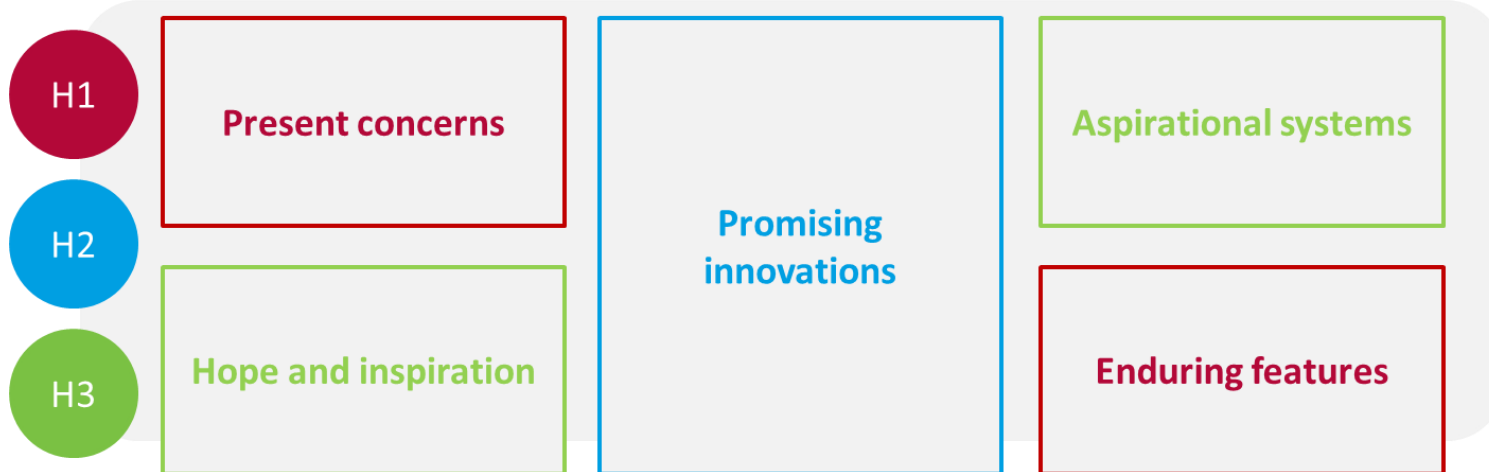 H1
H2
H3
Present concerns
Hope and inspiration
Promising
innovations
Aspirational systems
Enduring features